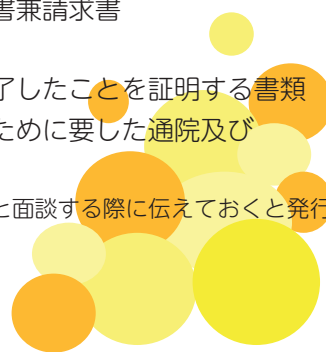 書兼請求書
了したことを証明する書類
ために要した通院及び
と面談する際に伝えておくと発行